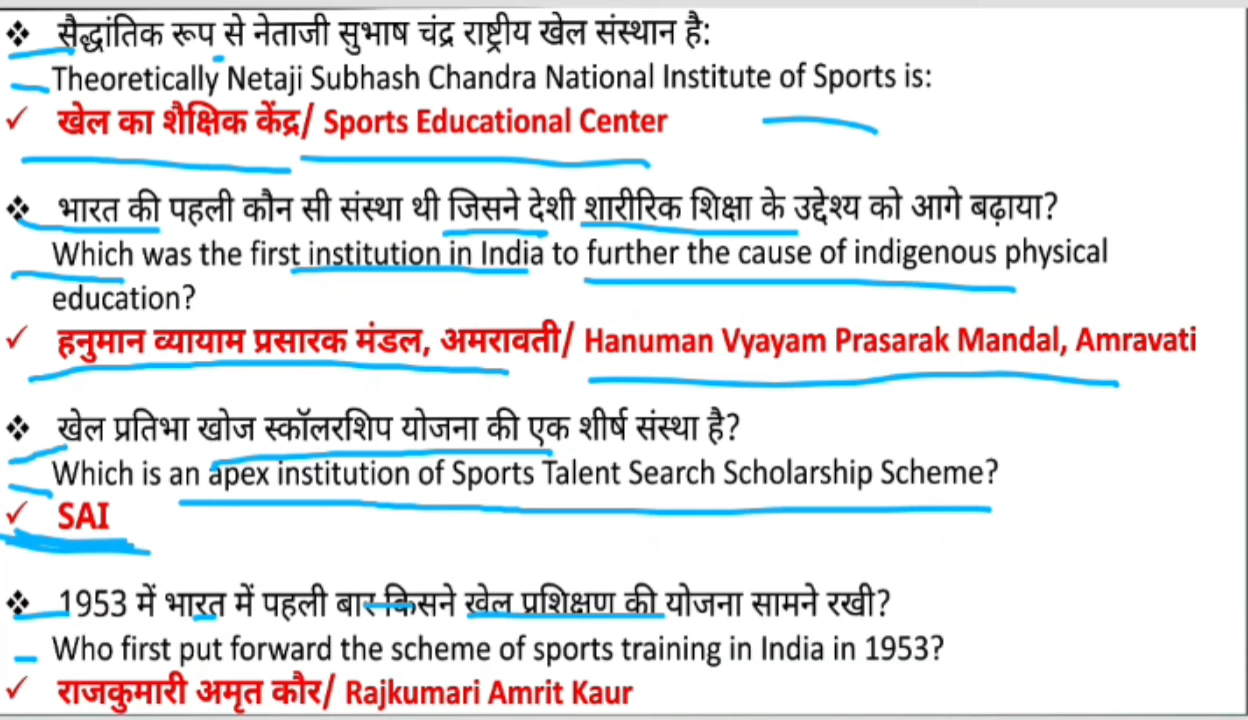 ❖ सैद्धांतिक रूप से नेताजी सुभाष चंद्र राष्ट्रीय खेल संस्थान है:
Theoretically Netaji Subhash Chandra National Institute of Sports is:
✓ खेल का शैक्षिक केंद्र/ Sports Educational Center
❖ भारत की पहली कौन सी संस्था थी जिसने देशी शारीरिक शिक्षा के उद्देश्य को आगे बढ़ाया?
Which was the first institution in India to further the cause of indigenous physical
education?
✓ हनुमान व्यायाम प्रसारक मंडल, अमरावती/ Hanuman Vyayam Prasarak Mandal, Amravati
❖ खेल प्रतिभा खोज स्कॉलरशिप योजना की एक शीर्ष संस्था है?
Which is an apex institution of Sports Talent Search Scholarship Scheme?
✓ SAI
❖ 1953 में भारत में पहली बार किसने खेल प्रशिक्षण की योजना सामने रखी?
Who first put forward the scheme of sports training in India in 1953?
✓ राजकुमारी अमृत कौर/ Rajkumari Amrit Kaur